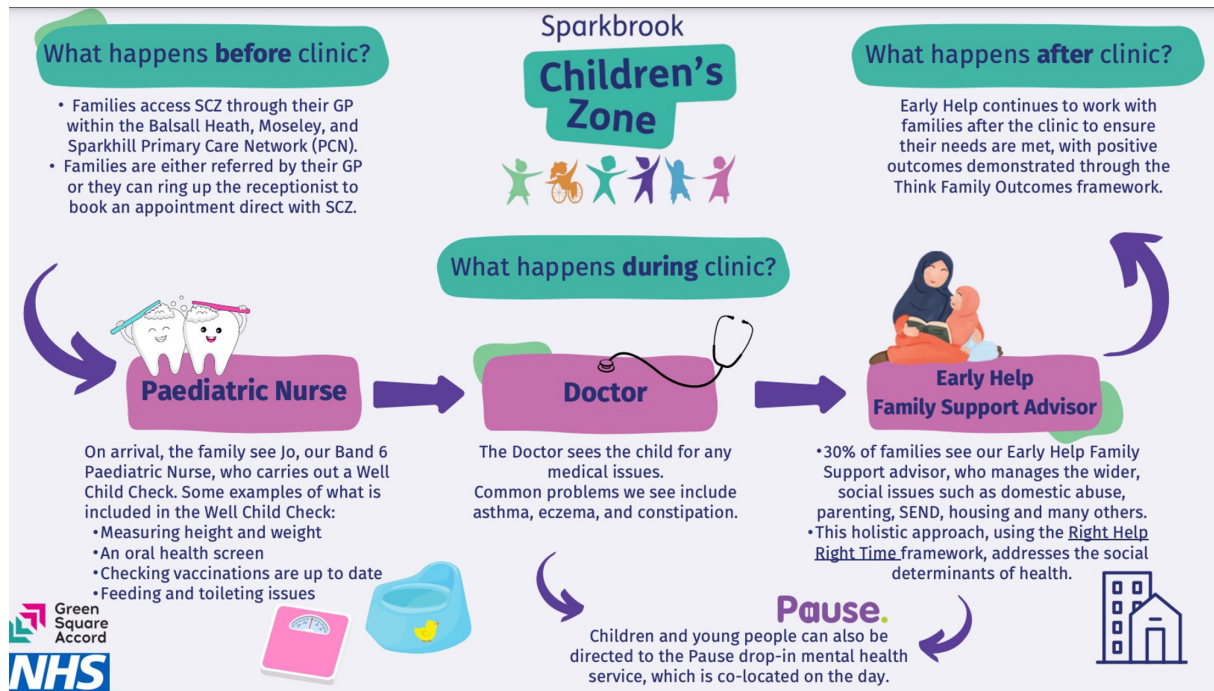 Sparkbrook
Children's
Zone
What happens before clinic?
• Families access SCZ through their GP
within the Balsall Heath, Moseley, and
Sparkhill Primary Care Network (PCN).
• Families are either referred by their GP
or they can ring up the receptionist to
book an appointment direct with SCZ.
What happens during clinic?
Paediatric Nurse
On arrival, the family see Jo, our Band 6
Paediatric Nurse, who carries out a Well
Child Check. Some examples of what is
included in the Well Child Check:
•Measuring height and weight
•An oral health screen
•Checking vaccinations are up to date
•Feeding and toileting issues
Doctor
The Doctor sees the child for any
medical issues.
Common problems we see include
asthma, eczema, and constipation.
Early Help
Family Support Advisor
•30% of families see our Early Help Family
Support advisor, who manages the wider,
social issues such as domestic abuse,
parenting, SEND, housing and many others.
•This holistic approach, using the Right Help
Right Time framework, addresses the social
determinants of health.
Pause.
Children and young people can also be
directed to the Pause drop-in mental health
service, which is co-located on the day.
What happens after clinic?
Early Help continues to work with
families after the clinic to ensure
their needs are met, with positive
outcomes demonstrated through the
Think Family Outcomes framework.
Green
Square
Accord
NHS